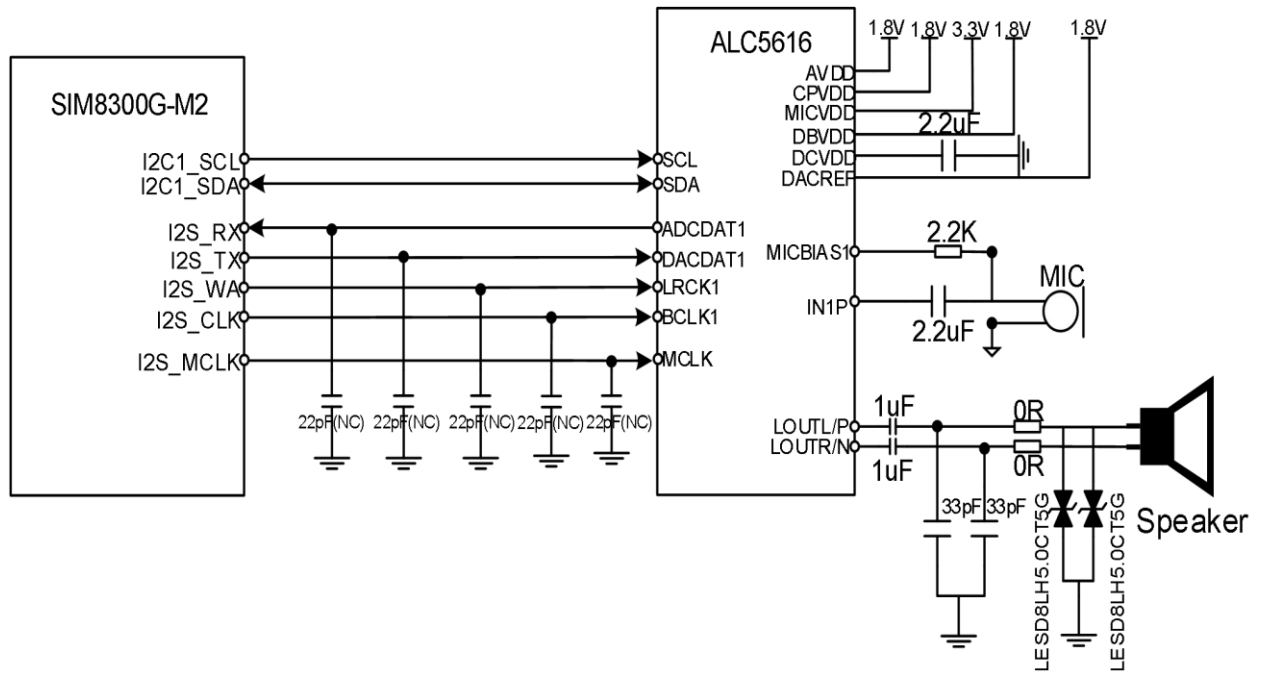 SIM8300G-M2
I2C1_SCL
I2C1_SDA
I2S_RX
I2S_TX
I2S_WA
I2S_CLK
I2S_MCLK
22pF(NC) 22pF(NC) 22pF(NC) 22pF(NC) 22pF(NC)
ALC5616
SCL
SDA
ADCDAT1
DACDAT1
LRCK1
BCLK1
MCLK
1.8V 1.8V 3.3V 1.8V 1.8V
AVDD
CPVDD
MICVDD
2.2uF
DBVDD
DCVDD
DACREF
MICBIAS1
2.2K
MIC
IN1P
2.2uF
LOUTL/P
LOUTR/N
1uF
1uF
0R
0R
33pF 33pF
LESD8LH5.0CT5G
LESD8LH5.0CT5G
Speaker